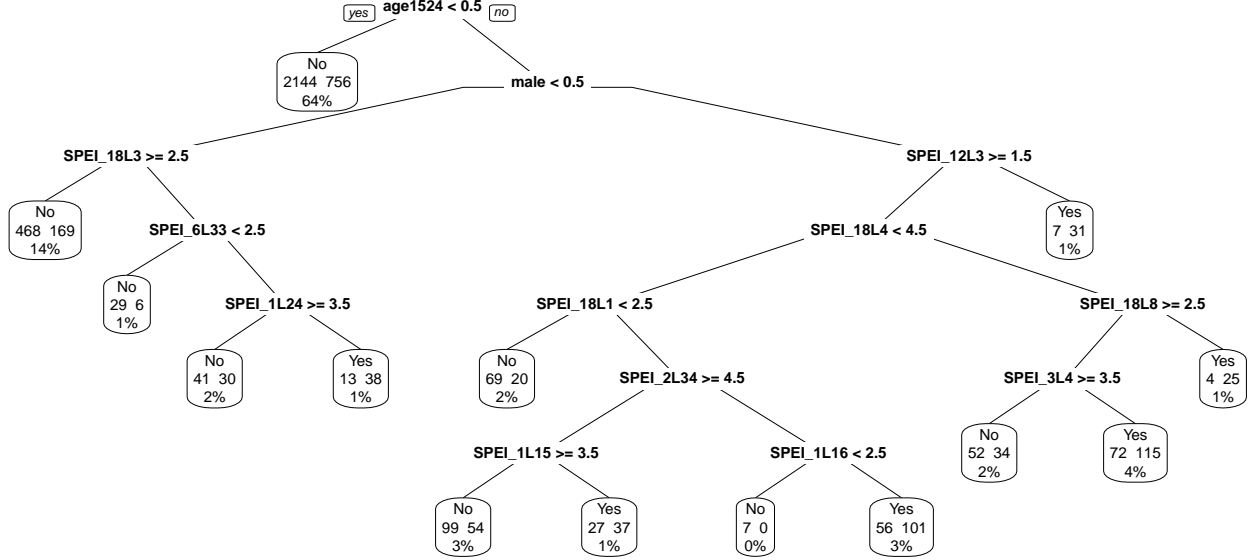 yes age1524 < 0.5 no
No
2144 756
64%
male < 0.5
SPEI_18L3 >= 2.5
SPEI_12L3 >= 1.5
No
468 169
14%
SPEI_6L33 < 2.5
SPEI_18L4 < 4.5
Yes
7 31
1%
No
29 6
1%
SPEI_1L24 >= 3.5
SPEI_18L1 < 2.5
SPEI_18L8 >= 2.5
No
41 30
2%
Yes
13 38
1%
No
69 20
2%
SPEI_2L34 >= 4.5
SPEI_3L4 >= 3.5
Yes
4 25
1%
SPEI_1L15 >= 3.5
SPEI_1L16 < 2.5
No
52 34
2%
Yes
72 115
4%
No
99 54
3%
Yes
27 37
1%
No
7 0
0%
Yes
56 101
3%